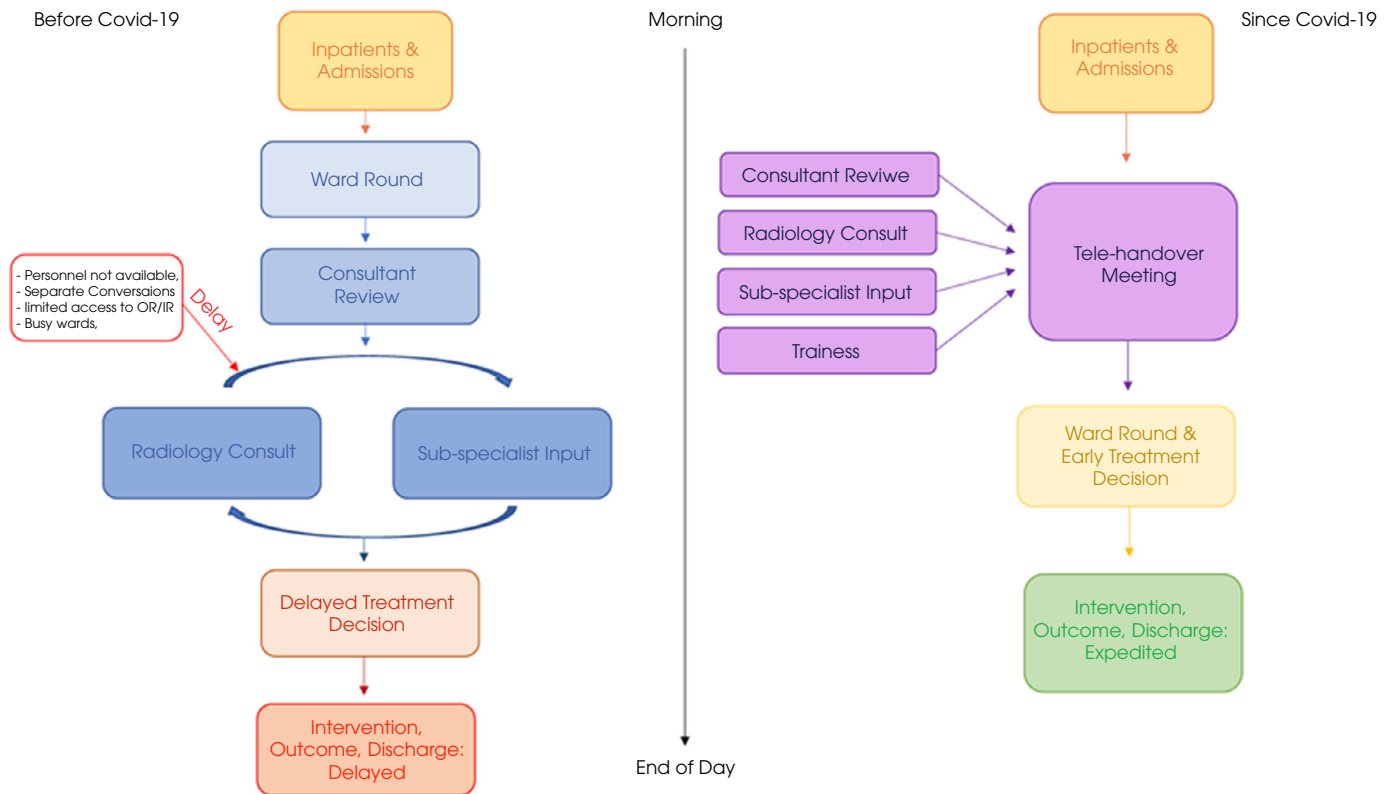 Before Covid-19
Morning
Since Covid-19
Inpatients &
Admissions
Ward Round
Consultant
Review
- Personnel not available,
- Separate Conversaions
- limited access to OR/IR
- Busy wards,
Delay
Radiology Consult
Sub-specialist Input
Delayed Treatment
Decision
Intervention,
Outcome, Discharge:
Delayed
End of Day
Inpatients &
Admissions
Consultant Reviwe
Radiology Consult
Sub-specialist Input
Trainess
Tele-handover
Meeting
Ward Round &
Early Treatment
Decision
Intervention,
Outcome, Discharge:
Expedited